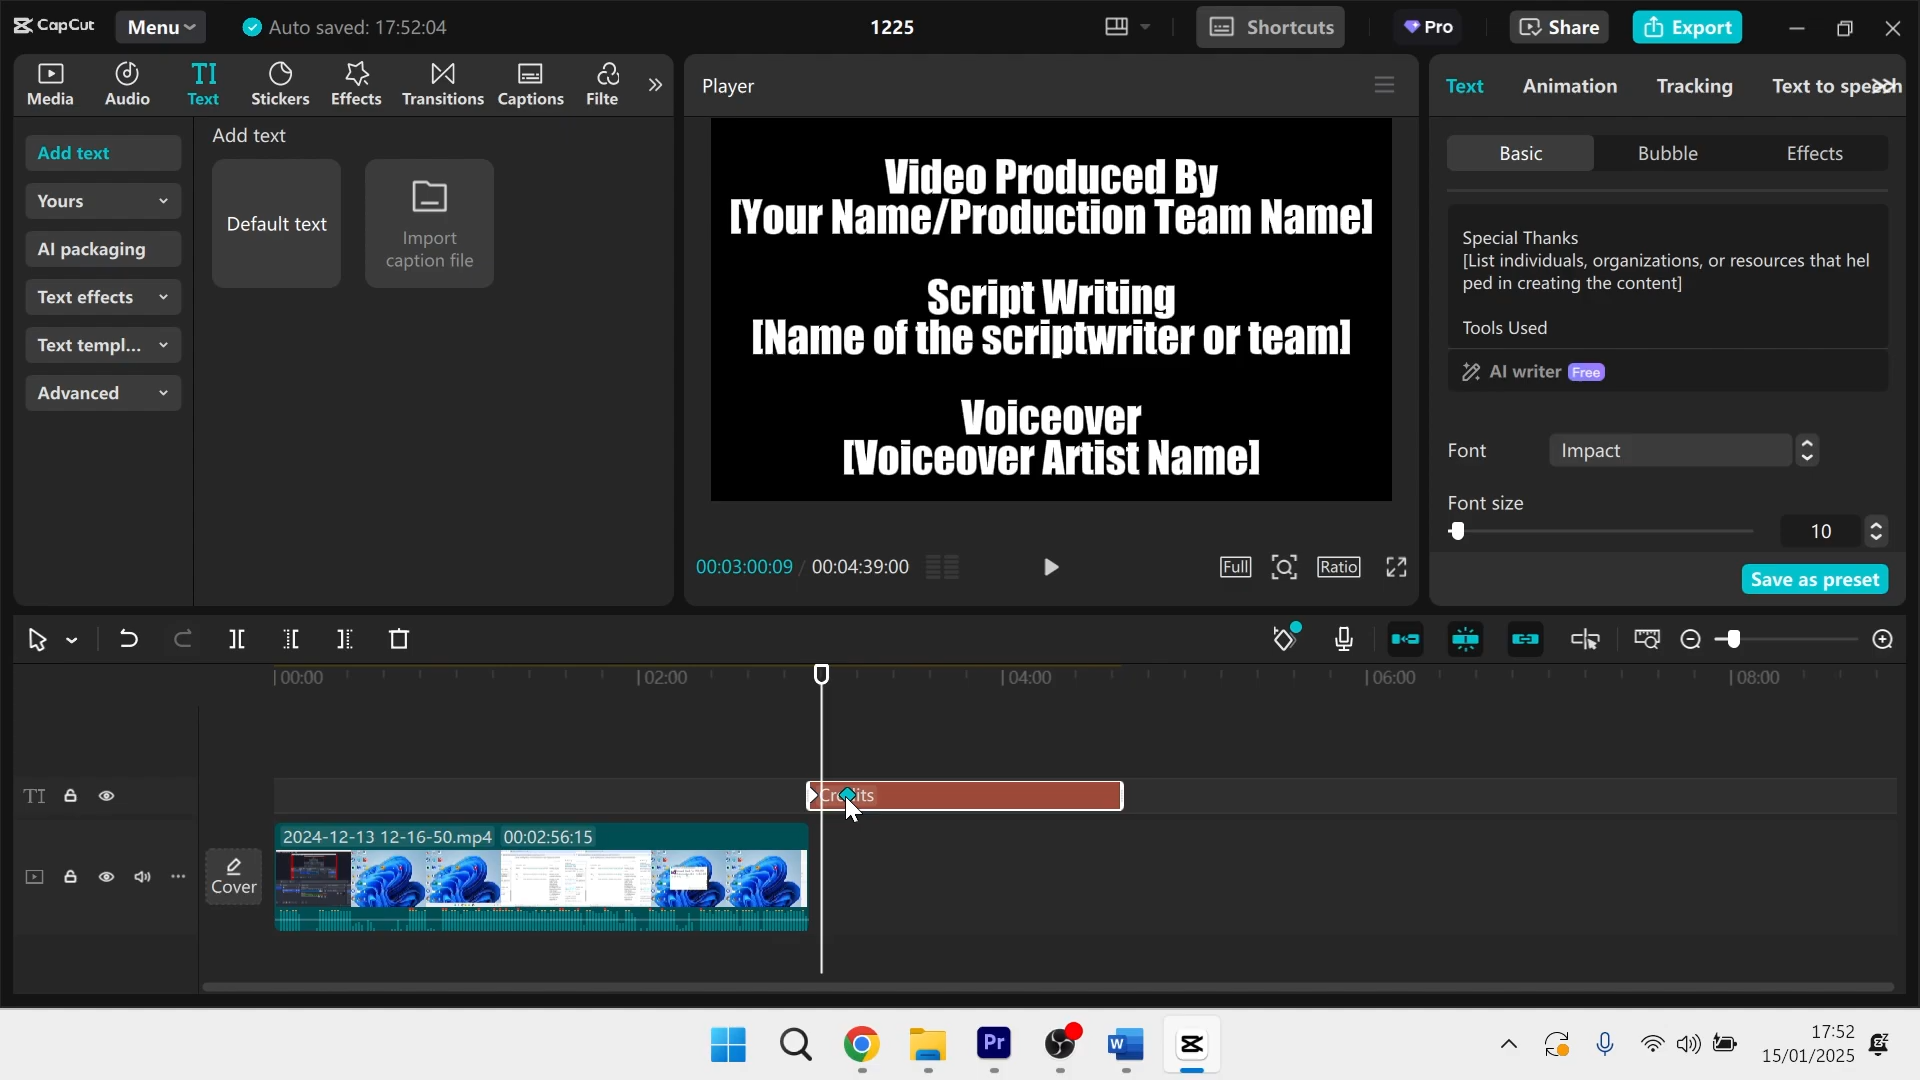 CapCut
Menu
Auto saved: 17:52:04
1225
Shortcuts
Pro
Share
Export
Media
Audio
TI
Text
Stickers
Effects
Transitions
Captions
Filte
Add text
Yours
AI packaging
Text effects
Text templ...
Advanced
Add text
Default text
Import
caption file
Player
Video Produced By
[Your Name/Production Team Name]
Script Writing
[Name of the scriptwriter or team]
Voiceover
[Voiceover Artist Name]
00:03:00:09 / 00:04:39:00
Full
Ratio
Text
Animation
Tracking
Text to speech
Basic
Bubble
Effects
Special Thanks
[List individuals, organizations, or resources that hel
ped in creating the content]
Tools Used
AI writer Free
Font
Impact
Font size
10
Save as preset
00:00
02:00
04:00
06:00
08:00
TI
Credits
2024-12-13 12-16-50.mp4 00:02:56:15
Cover
Pr
W
17:52
15/01/2025